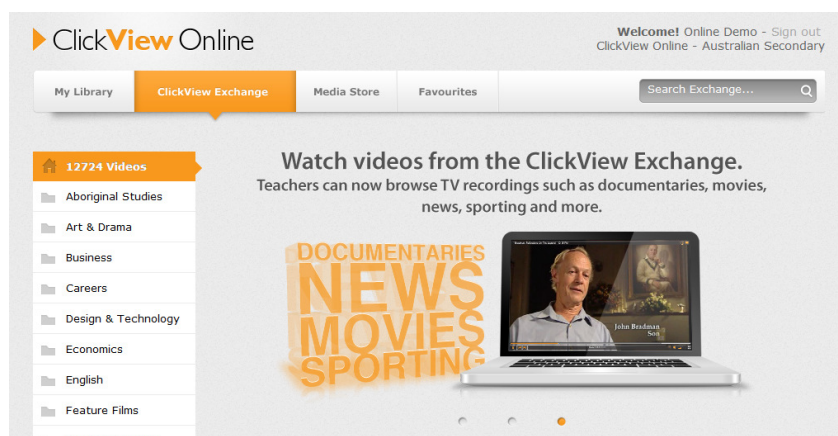 ClickView Online
Welcome! Online Demo - Sign out
ClickView Online - Australian Secondary
My Library
ClickView Exchange
Media Store
Favourites
Search Exchange...
12724 Videos
Aboriginal Studies
Art & Drama
Business
Careers
Design & Technology
Economics
English
Feature Films
Watch videos from the ClickView Exchange.
Teachers can now browse TV recordings such as documentaries, movies,
news, sporting and more.
DOCUMENTARIES
NEWS
MOVIES
SPORTING
John Bradman
Son